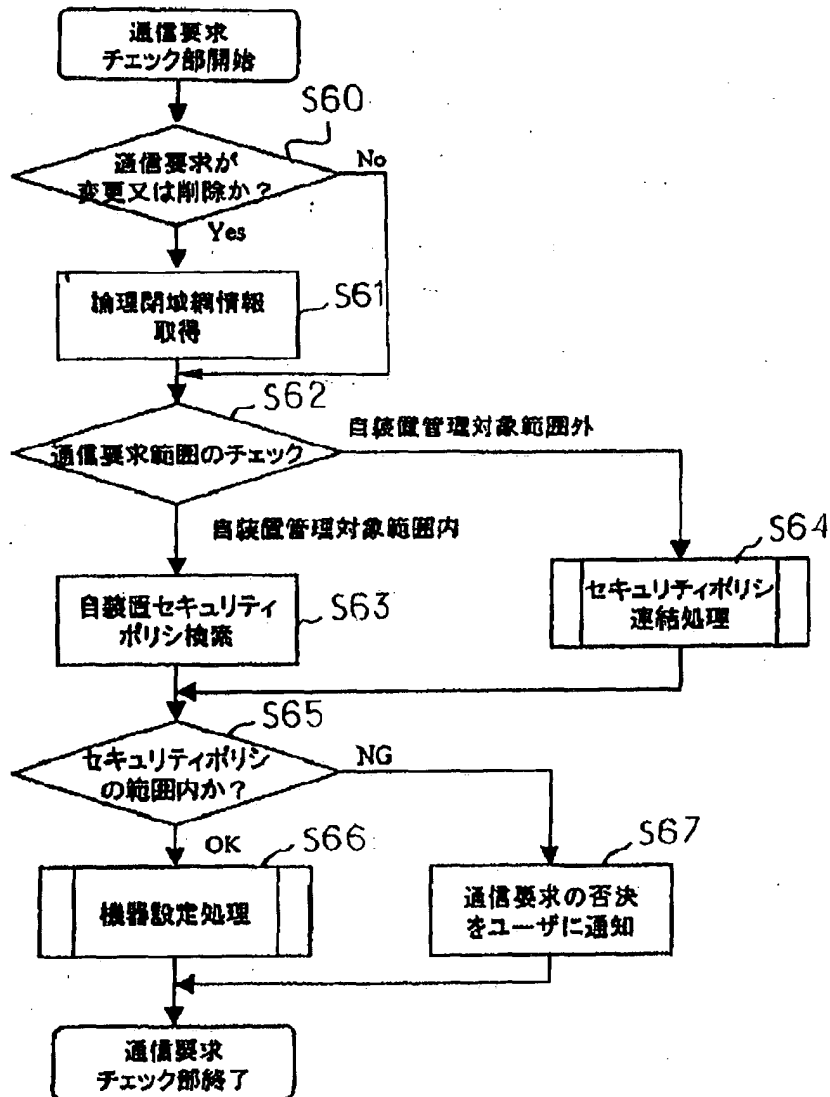 通信要求
チェック部開始
S60
通信要求が
変更又は削除か？
No
Yes
論理閉域網情報
取得
S61
S62
通信要求範囲のチェック
自装置管理対象範囲外
自装置管理対象範囲内
S64
自装置セキュリティ
ポリシ検索
S63
セキュリティポリシ
連結処理
S65
セキュリティポリシ
の範囲内か？
NG
OK
S66
機器設定処理
S67
通信要求の否決
をユーザに通知
通信要求
チェック部終了